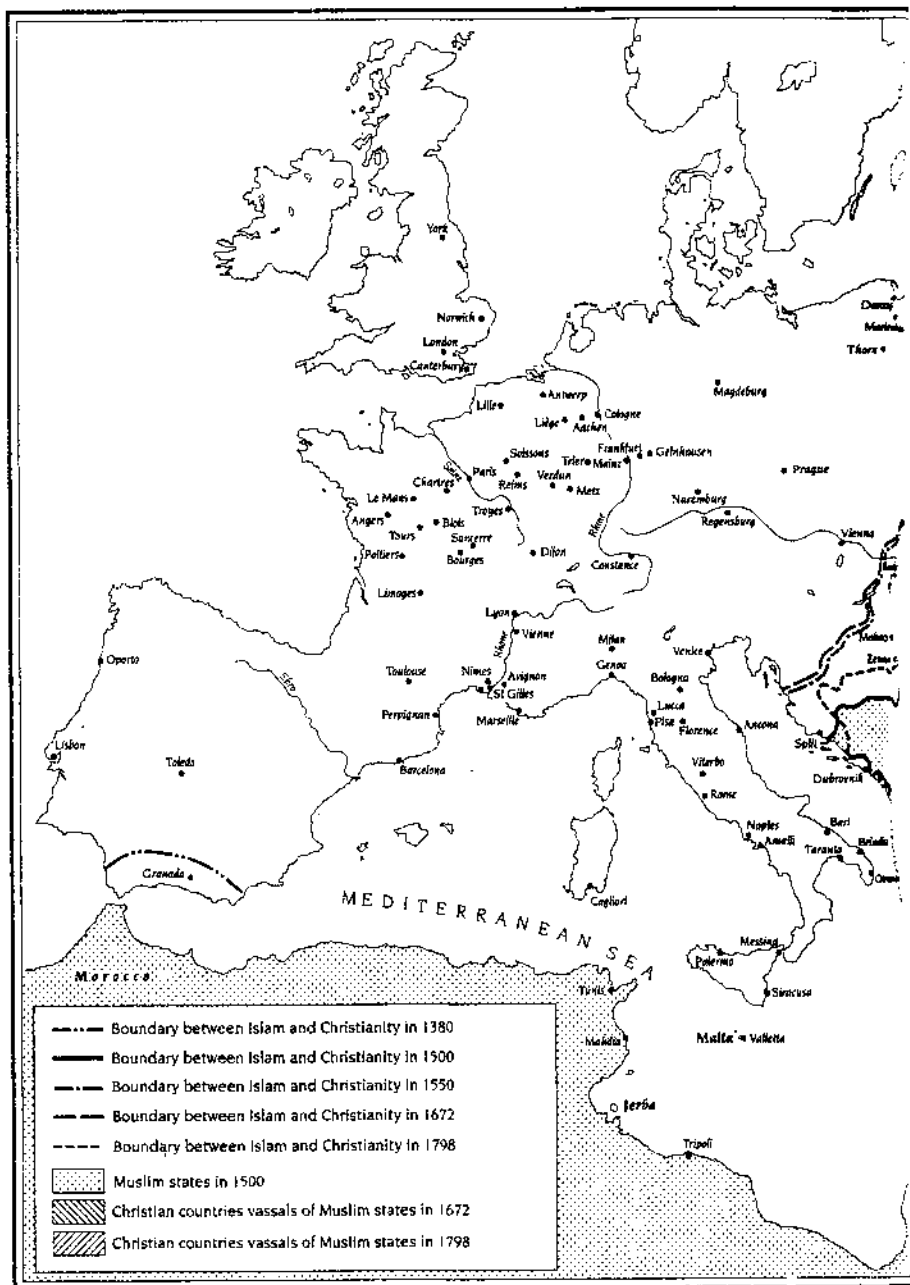 York
Norwich
London
Canterbury
Thorn
Magdeburg
Antwerp
Lille
Cologne
Liège
Aachen
Frankfurt
Gelnhausen
Soissons
Trier
Mainz
Prague
Seine
Paris
Reims
Verdun
Metz
Chartres
Le Mans
Nuremburg
Regensburg
Angers
Blois
Troyes
Rhine
Vienna
Tours
Sancerre
Dijon
Poitiers
Bourges
Constance
Limoges
Lyon
Vienne
Milan
Venice
Oporto
Rhône
Genoa
Toulouse
Nîmes
Avignon
Bologna
Ebro
St Gilles
Lucca
Perpignan
Marseille
Pisa
Florence
Ancona
Lisbon
Split
Toledo
Barcelona
Viterbo
Dubrovnik
Rome
Naples
Bari
Amalfi
Taranto
Granada
Cagliari
MEDITERRANEAN SEA
Messina
Palermo
Morocco
Tunis
Siracusa
Mahdia
Malta
Valletta
Jerba
Tripoli
Boundary between Islam and Christianity in 1380
Boundary between Islam and Christianity in 1500
Boundary between Islam and Christianity in 1550
Boundary between Islam and Christianity in 1672
Boundary between Islam and Christianity in 1798
Muslim states in 1500
Christian countries vassals of Muslim states in 1672
Christian countries vassals of Muslim states in 1798